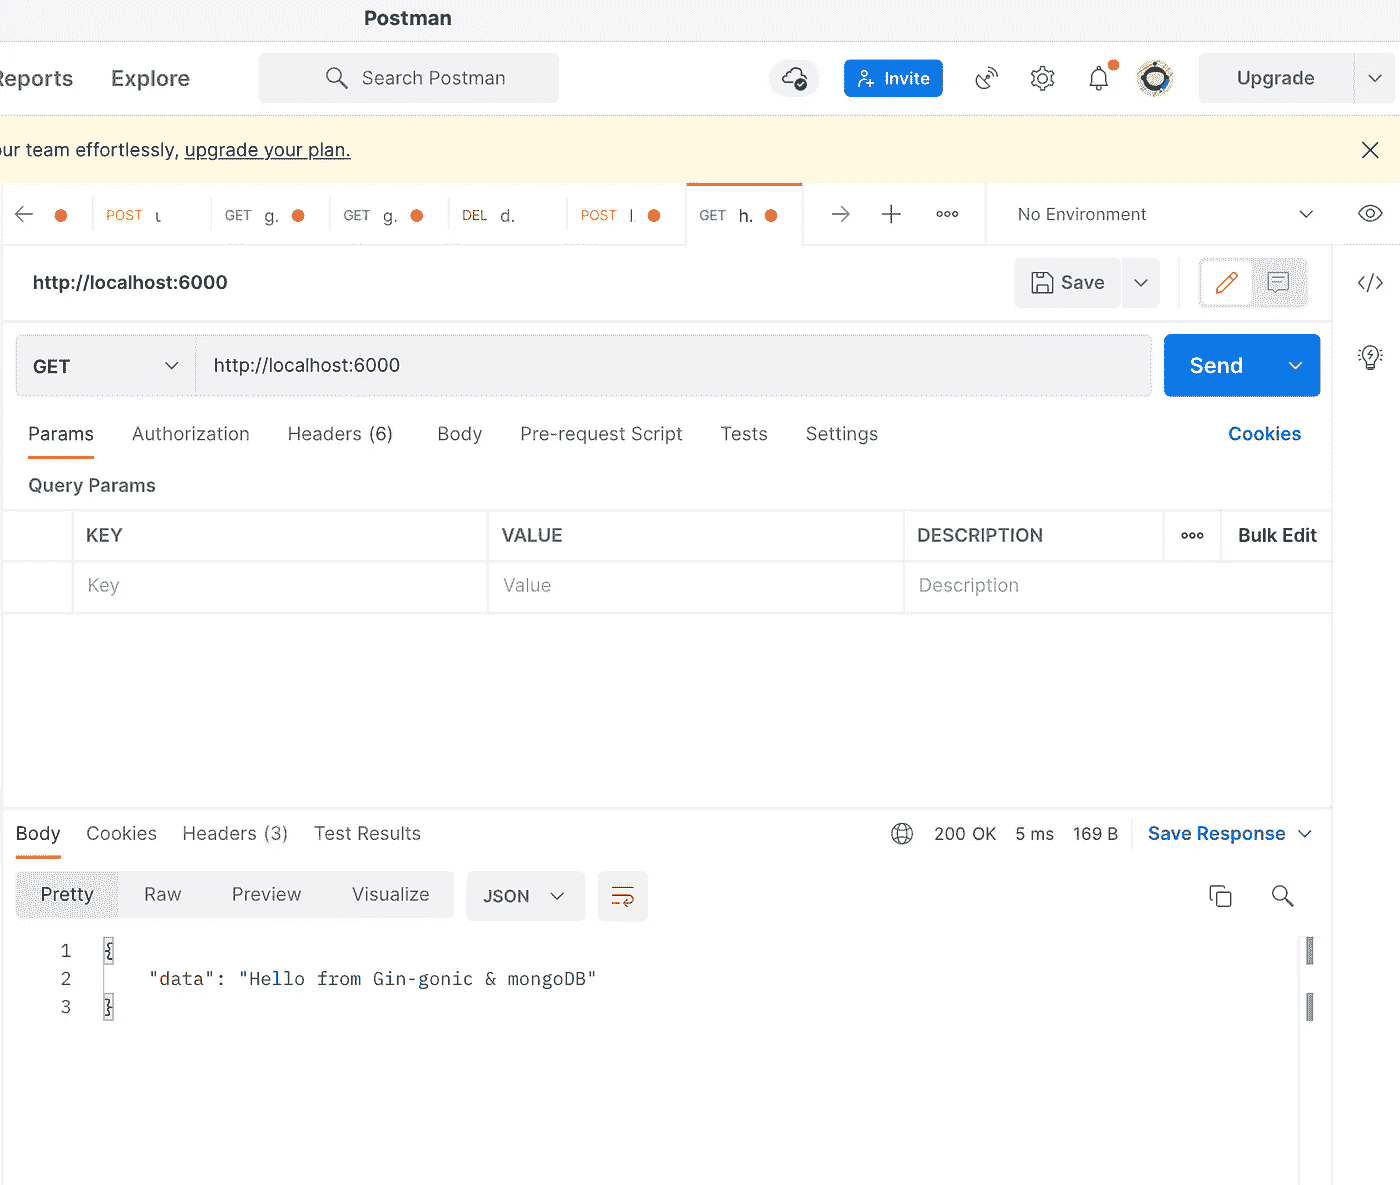 Postman
Reports Explore Search Postman Invite Upgrade
our team effortlessly, upgrade your plan.
POST GET g. GET g. DEL d. POST l GET h. No Environment
http://localhost:6000 Save
GET http://localhost:6000 Send
Params Authorization Headers (6) Body Pre-request Script Tests Settings Cookies
Query Params
KEY VALUE DESCRIPTION Bulk Edit
Key Value Description
Body Cookies Headers (3) Test Results 200 OK 5 ms 169 B Save Response
Pretty Raw Preview Visualize JSON
1 {
2 "data": "Hello from Gin-gonic & mongoDB"
3 }